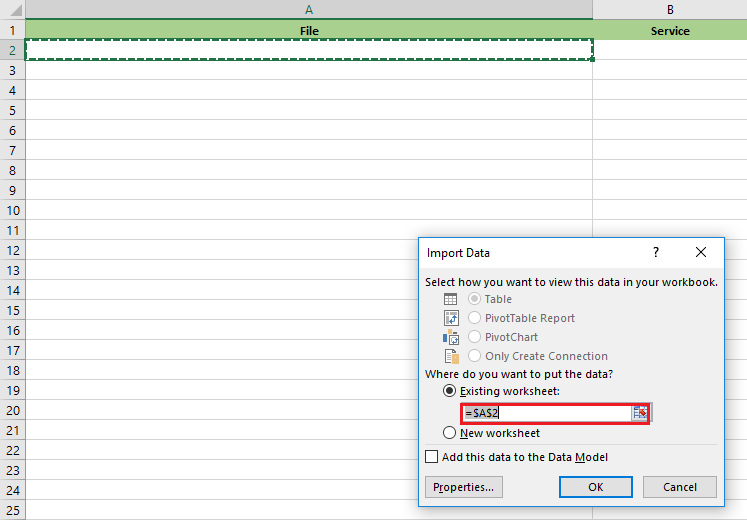 A B
1 File Service
2
3
4
5
6
7
8
9
10
11
12
13
14
15
16
17
18
19
20
21
22
23
24
25
Import Data ?
Select how you want to view this data in your workbook.
Table
PivotTable Report
PivotChart
Only Create Connection
Where do you want to put the data?
Existing worksheet:
=$A$2
New worksheet
Add this data to the Data Model
Properties... OK Cancel